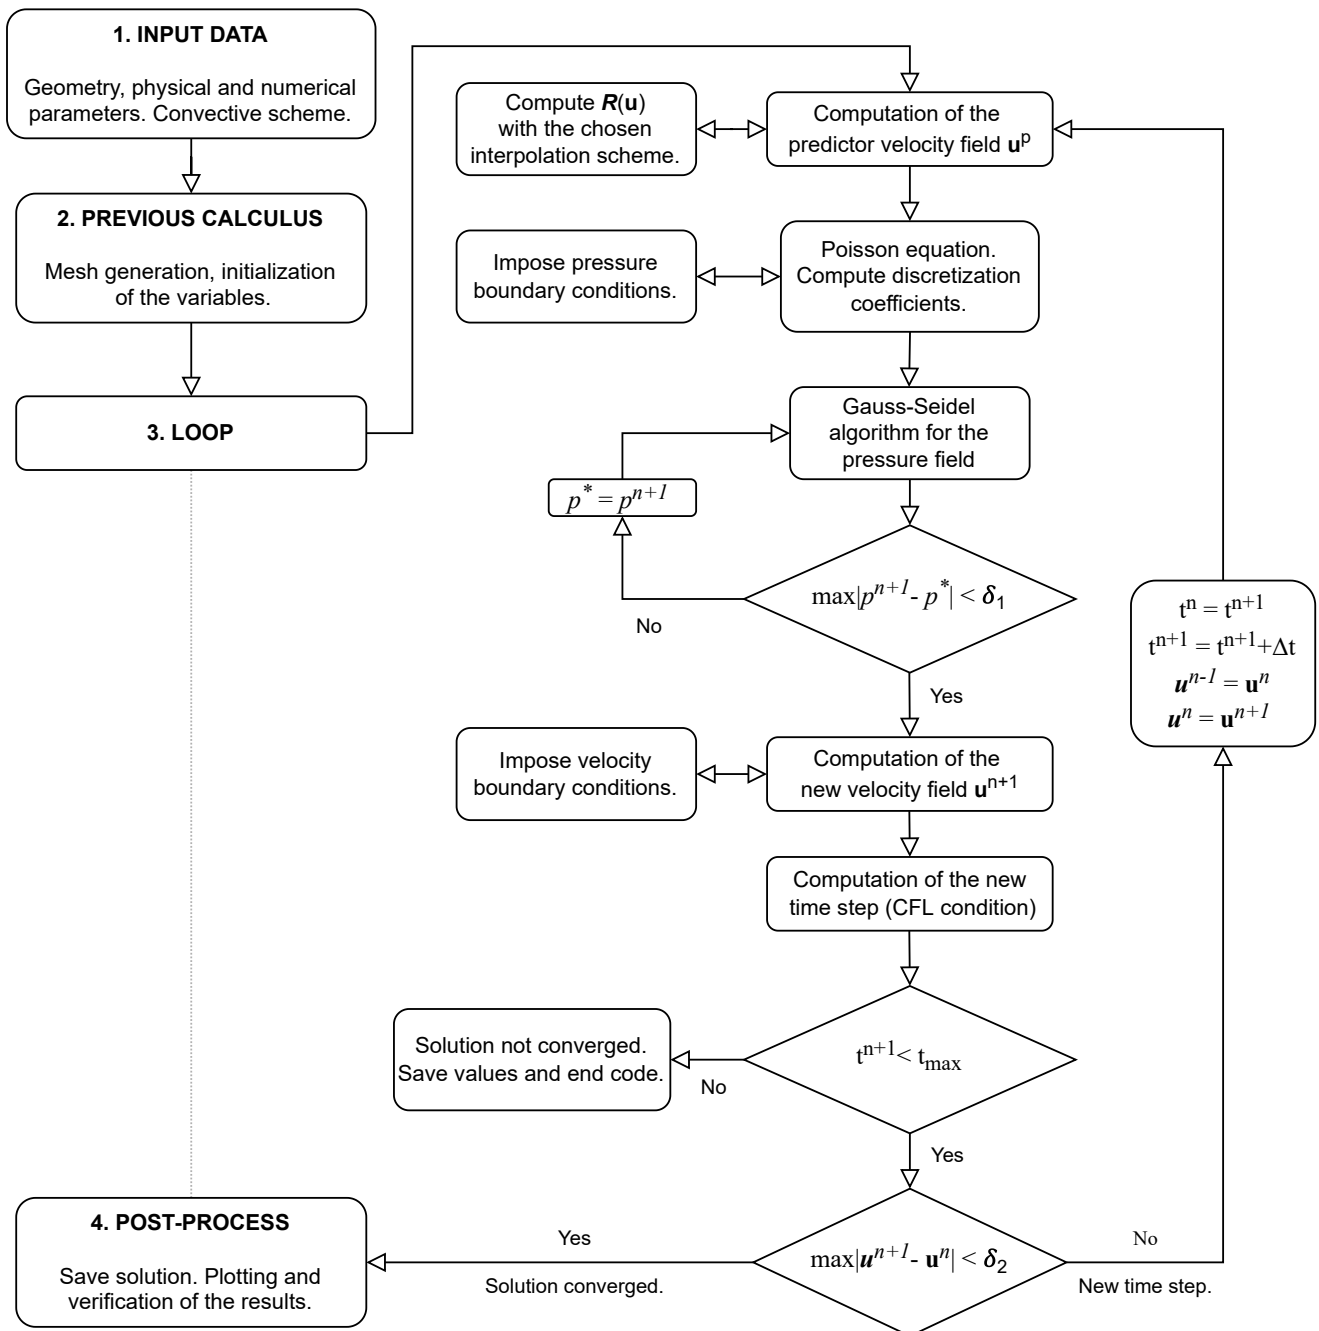 1. INPUT DATA
Geometry, physical and numerical
parameters. Convective scheme.
2. PREVIOUS CALCULUS
Mesh generation, initialization
of the variables.
3. LOOP
Compute R(u)
with the chosen
interpolation scheme.
Computation of the
predictor velocity field u^p
Impose pressure
boundary conditions.
Poisson equation.
Compute discretization
coefficients.
Gauss-Seidel
algorithm for the
pressure field
p^* = p^{n+1}
max|p^{n+1}- p^*| < δ_1
No
Yes
t^n = t^{n+1}
t^{n+1} = t^{n+1}+Δt
u^{n-1} = u^n
u^n = u^{n+1}
Impose velocity
boundary conditions.
Computation of the
new velocity field u^{n+1}
Computation of the new
time step (CFL condition)
Solution not converged.
Save values and end code.
No
t^{n+1}< t_{max}
Yes
4. POST-PROCESS
Save solution. Plotting and
verification of the results.
Yes
Solution converged.
max|u^{n+1}- u^n| < δ_2
No
New time step.